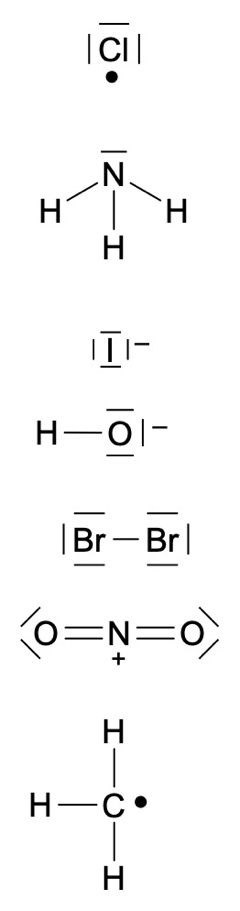 |Cl|
•
N
H H
H
|I|−
H—O|−
|Br—Br|
O=N=O
+
H
H—C•
H